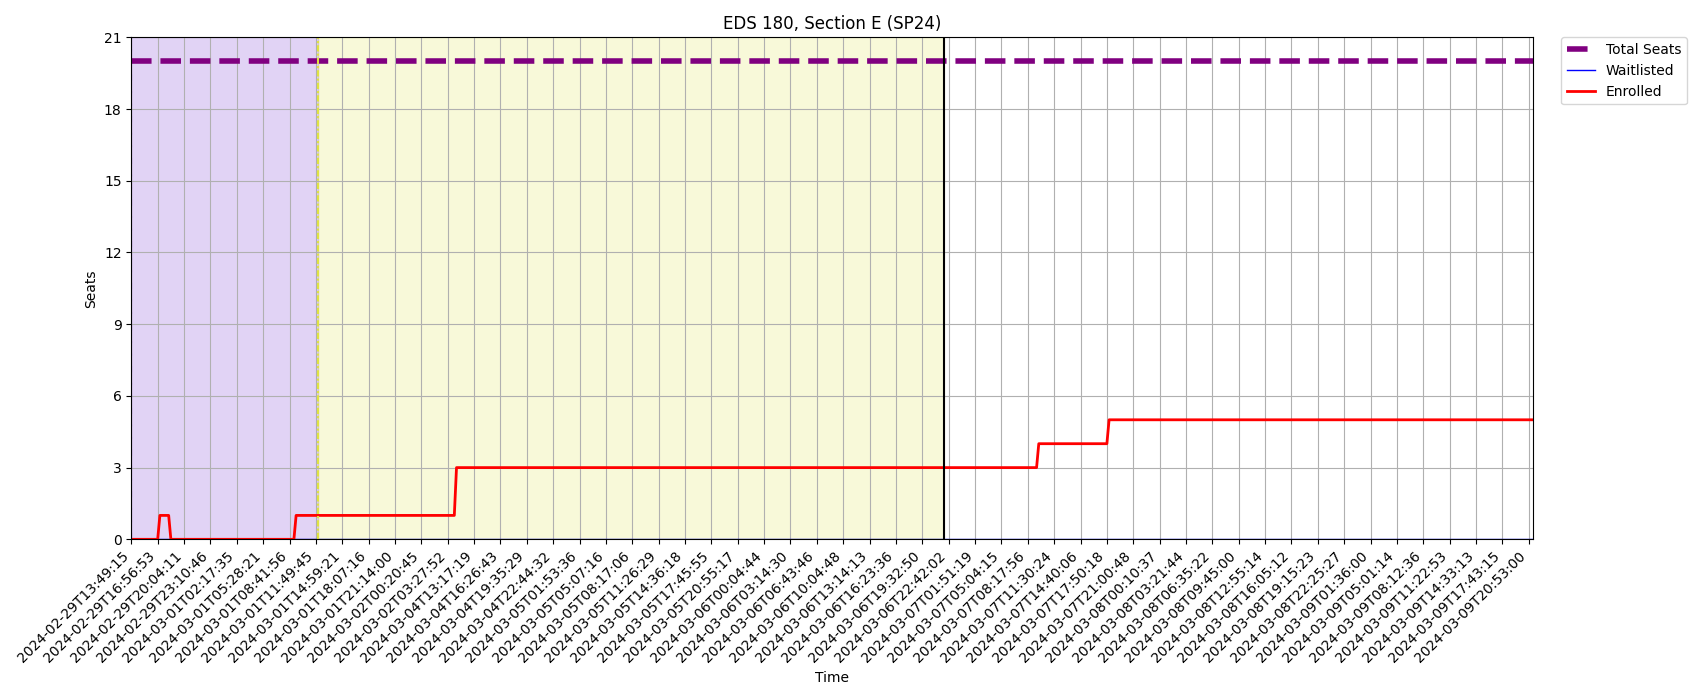 EDS 180, Section E (SP24)
Total Seats
Waitlisted
Enrolled
21
18
15
12
9
6
3
0
Seats
2024-02-29T13:49:15
2024-02-29T16:56:53
2024-02-29T20:04:11
2024-02-29T23:10:46
2024-03-01T02:17:35
2024-03-01T05:28:21
2024-03-01T08:41:56
2024-03-01T11:49:45
2024-03-01T14:59:21
2024-03-01T18:07:16
2024-03-01T21:14:00
2024-03-02T00:20:45
2024-03-02T03:27:52
2024-03-04T13:17:19
2024-03-04T16:26:43
2024-03-04T19:35:29
2024-03-04T22:44:32
2024-03-05T01:53:36
2024-03-05T05:07:16
2024-03-05T08:17:06
2024-03-05T11:26:29
2024-03-05T14:36:18
2024-03-05T17:45:55
2024-03-05T20:55:17
2024-03-06T00:04:44
2024-03-06T03:14:30
2024-03-06T06:43:46
2024-03-06T10:04:48
2024-03-06T13:14:13
2024-03-06T16:23:36
2024-03-06T19:32:50
2024-03-06T22:42:02
2024-03-07T01:51:19
2024-03-07T05:04:15
2024-03-07T08:17:56
2024-03-07T11:30:24
2024-03-07T14:40:06
2024-03-07T17:50:18
2024-03-07T21:00:48
2024-03-08T00:10:37
2024-03-08T03:21:44
2024-03-08T06:35:22
2024-03-08T09:45:00
2024-03-08T12:55:14
2024-03-08T16:05:12
2024-03-08T19:15:23
2024-03-08T22:25:27
2024-03-09T01:36:00
2024-03-09T05:01:14
2024-03-09T08:12:36
2024-03-09T11:22:53
2024-03-09T14:33:13
2024-03-09T17:43:15
2024-03-09T20:53:00
Time